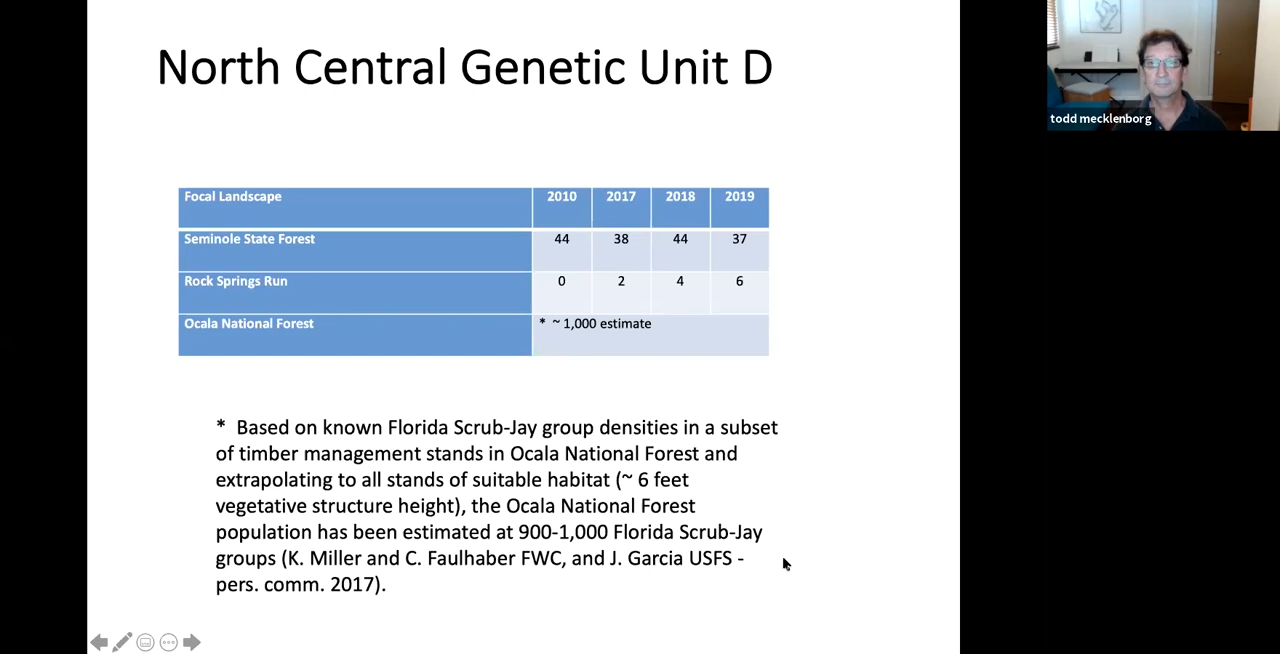 North Central Genetic Unit D
todd mecklenborg
Focal Landscape 2010 2017 2018 2019
Seminole State Forest 44 38 44 37
Rock Springs Run 0 2 4 6
Ocala National Forest * ~ 1,000 estimate
* Based on known Florida Scrub-Jay group densities in a subset
of timber management stands in Ocala National Forest and
extrapolating to all stands of suitable habitat (~ 6 feet
vegetative structure height), the Ocala National Forest
population has been estimated at 900-1,000 Florida Scrub-Jay
groups (K. Miller and C. Faulhaber FWC, and J. Garcia USFS -
pers. comm. 2017).